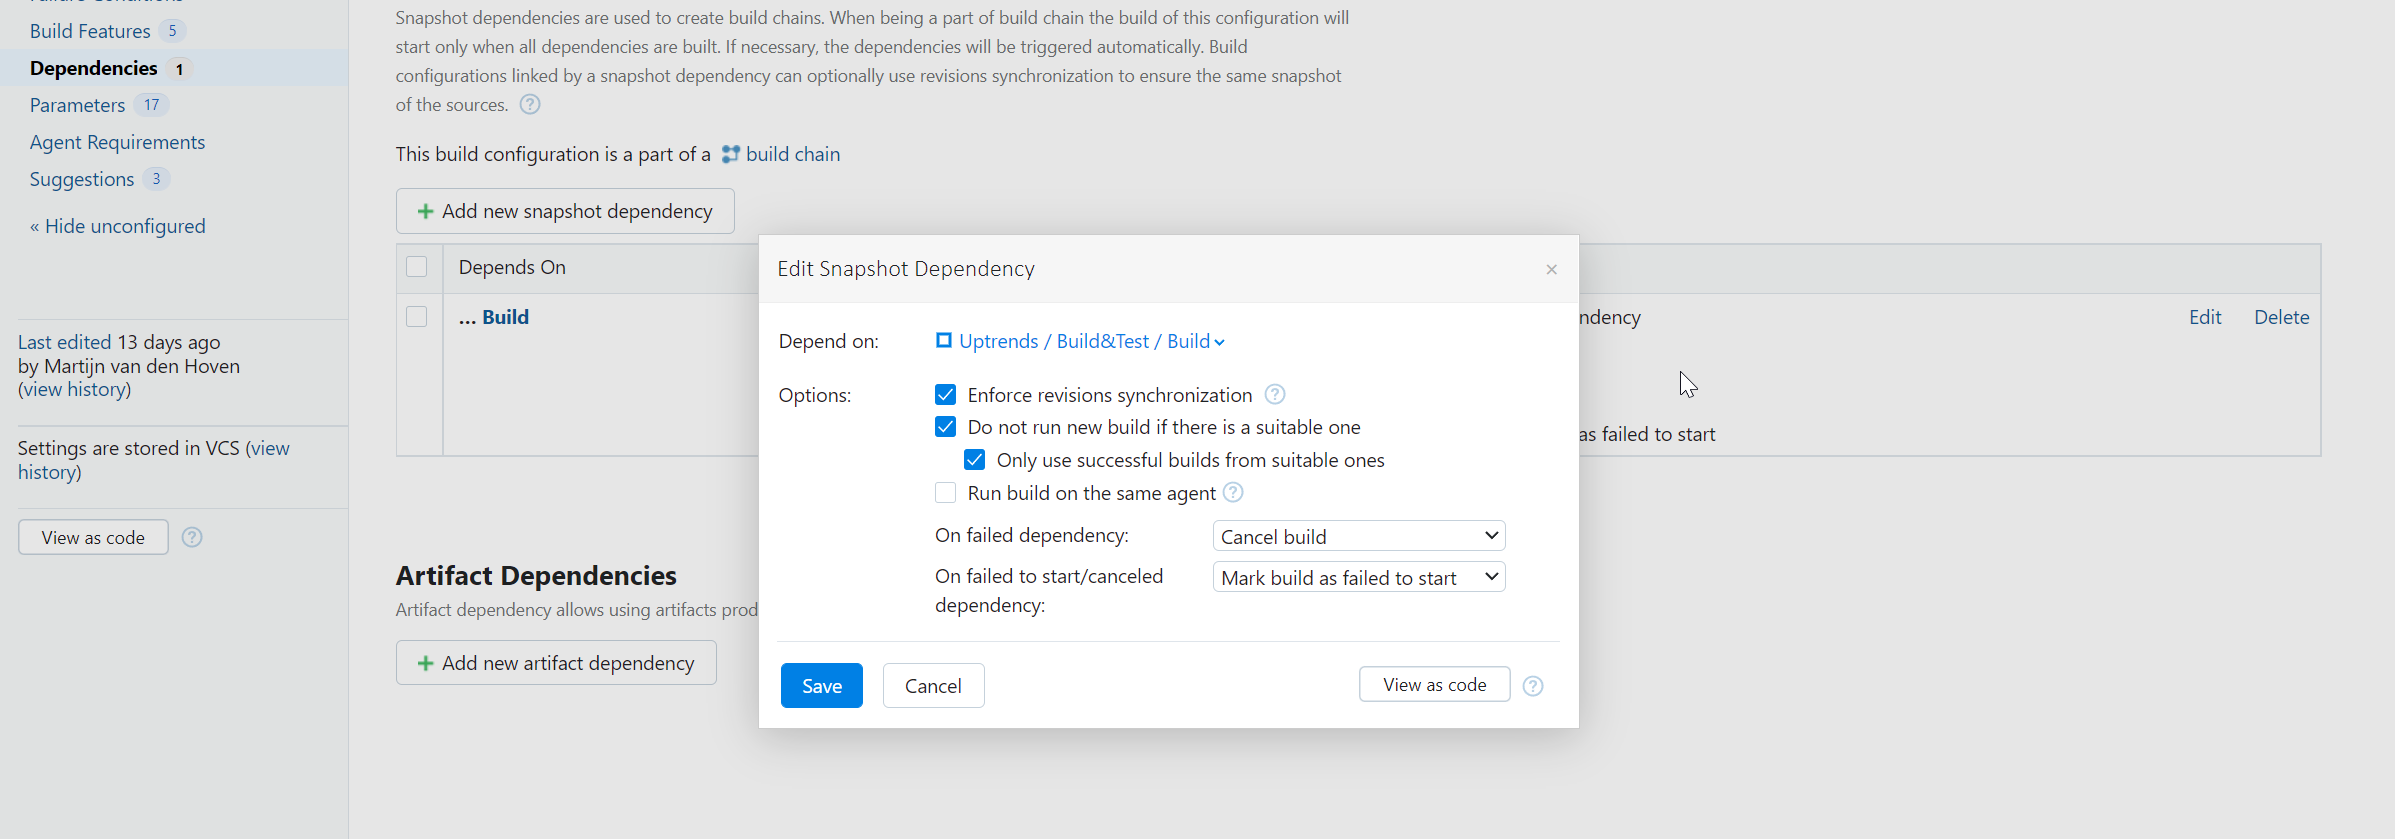 Failure Conditions
Build Features 5
Dependencies 1
Parameters 17
Agent Requirements
Suggestions 3
« Hide unconfigured
Last edited 13 days ago
by Martijn van den Hoven
(view history)
Settings are stored in VCS (view
history)
View as code ?
Snapshot dependencies are used to create build chains. When being a part of build chain the build of this configuration will
start only when all dependencies are built. If necessary, the dependencies will be triggered automatically. Build
configurations linked by a snapshot dependency can optionally use revisions synchronization to ensure the same snapshot
of the sources. ?
This build configuration is a part of a build chain
+ Add new snapshot dependency
Depends On
... Build
ndency
Edit Delete
as failed to start
Artifact Dependencies
Artifact dependency allows using artifacts prod
+ Add new artifact dependency
Edit Snapshot Dependency ×
Depend on: Uptrends / Build&Test / Build
Options: Enforce revisions synchronization ?
Do not run new build if there is a suitable one
Only use successful builds from suitable ones
Run build on the same agent ?
On failed dependency: Cancel build
On failed to start/canceled Mark build as failed to start
dependency:
Save Cancel View as code ?